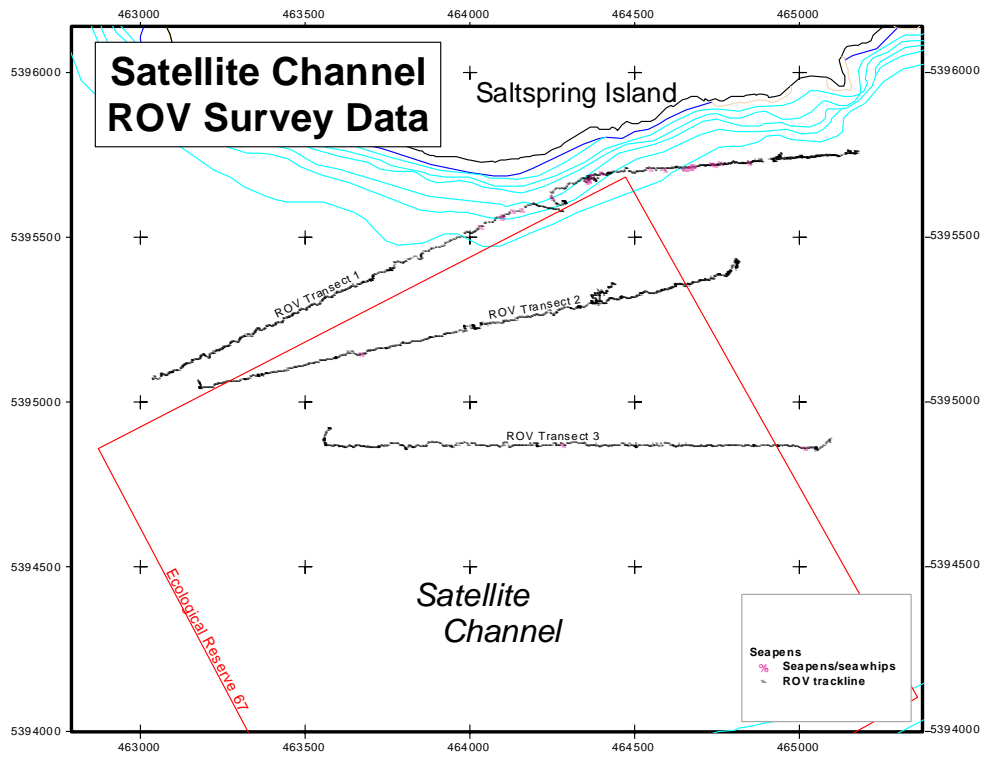 463000 463500 464000 464500 465000
Satellite Channel
ROV Survey Data
Saltspring Island
5396000 5396000
5395500 5395500
ROV Transect 1
ROV Transect 2
5395000 5395000
ROV Transect 3
5394500 5394500
Ecological Reserve 67
Satellite
Channel
Seapens
Seapens/seawhips
ROV trackline
5394000 5394000
463000 463500 464000 464500 465000